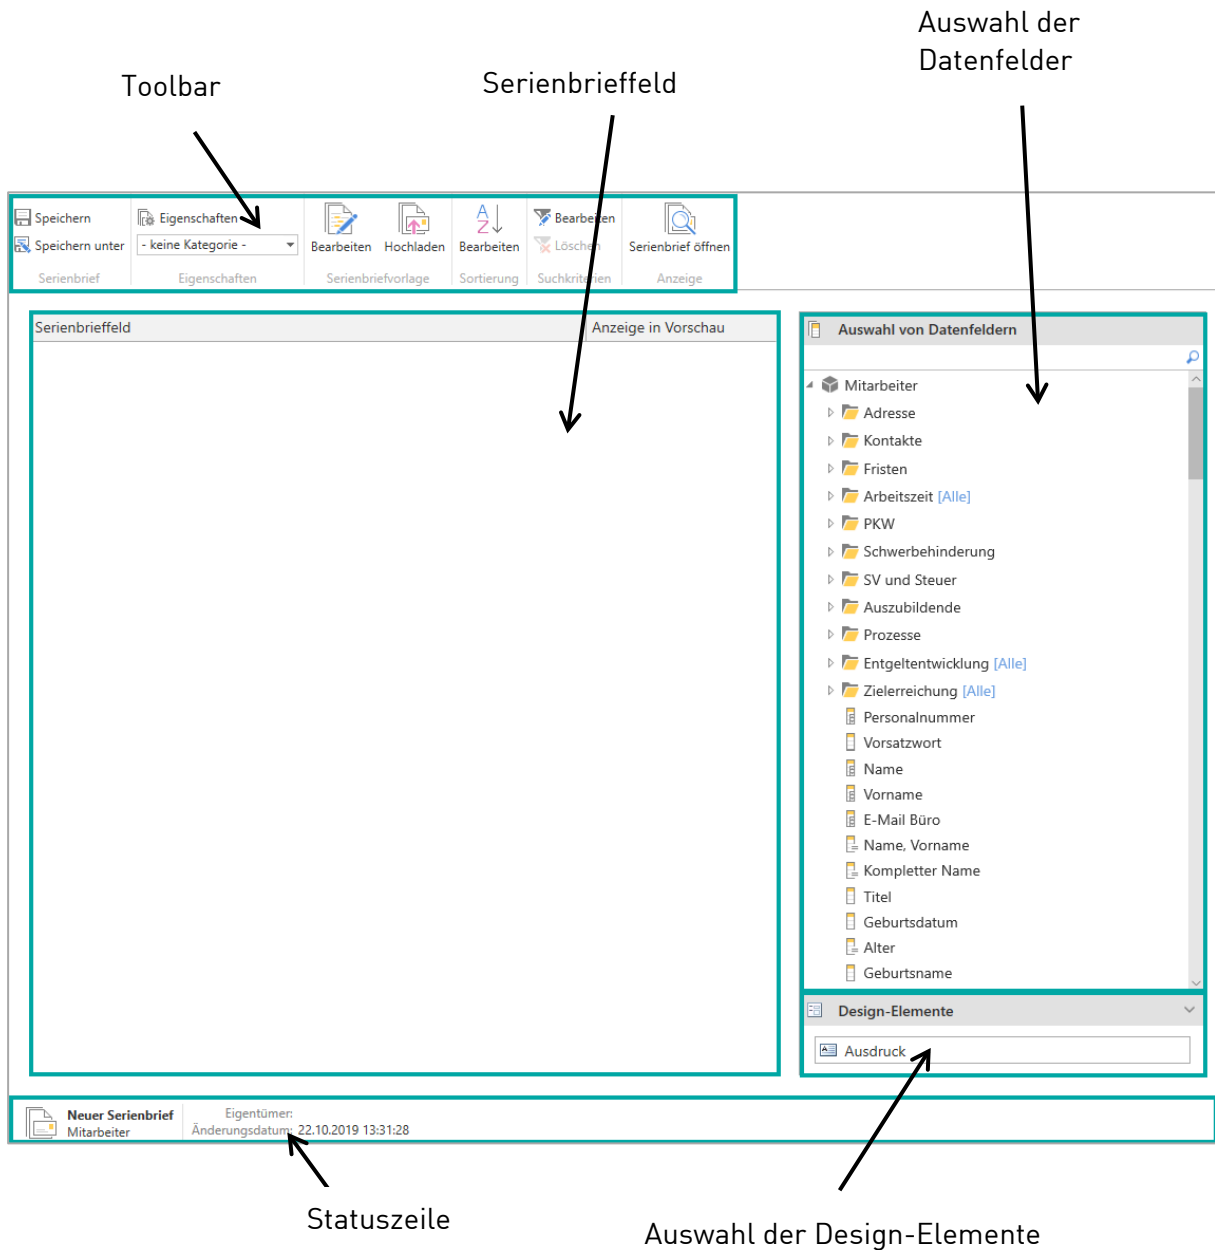 Auswahl der
Datenfelder
Toolbar
Serienbrieffeld
Speichern
Speichern unter
Serienbrief
Eigenschaften
- keine Kategorie -
Eigenschaften
Bearbeiten Hochladen
Serienbriefvorlage
Bearbeiten
Sortierung
Bearbeiten
Löschen
Suchkriterien
Serienbrief öffnen
Anzeige
Serienbrieffeld Anzeige in Vorschau
Auswahl von Datenfeldern
Mitarbeiter
Adresse
Kontakte
Fristen
Arbeitszeit [Alle]
PKW
Schwerbehinderung
SV und Steuer
Auszubildende
Prozesse
Entgeltentwicklung [Alle]
Zielerreichung [Alle]
Personalnummer
Vorsatzwort
Name
Vorname
E-Mail Büro
Name, Vorname
Kompletter Name
Titel
Geburtsdatum
Alter
Geburtsname
Design-Elemente
Ausdruck
Neuer Serienbrief
Mitarbeiter
Eigentümer:
Änderungsdatum: 22.10.2019 13:31:28
Statuszeile
Auswahl der Design-Elemente